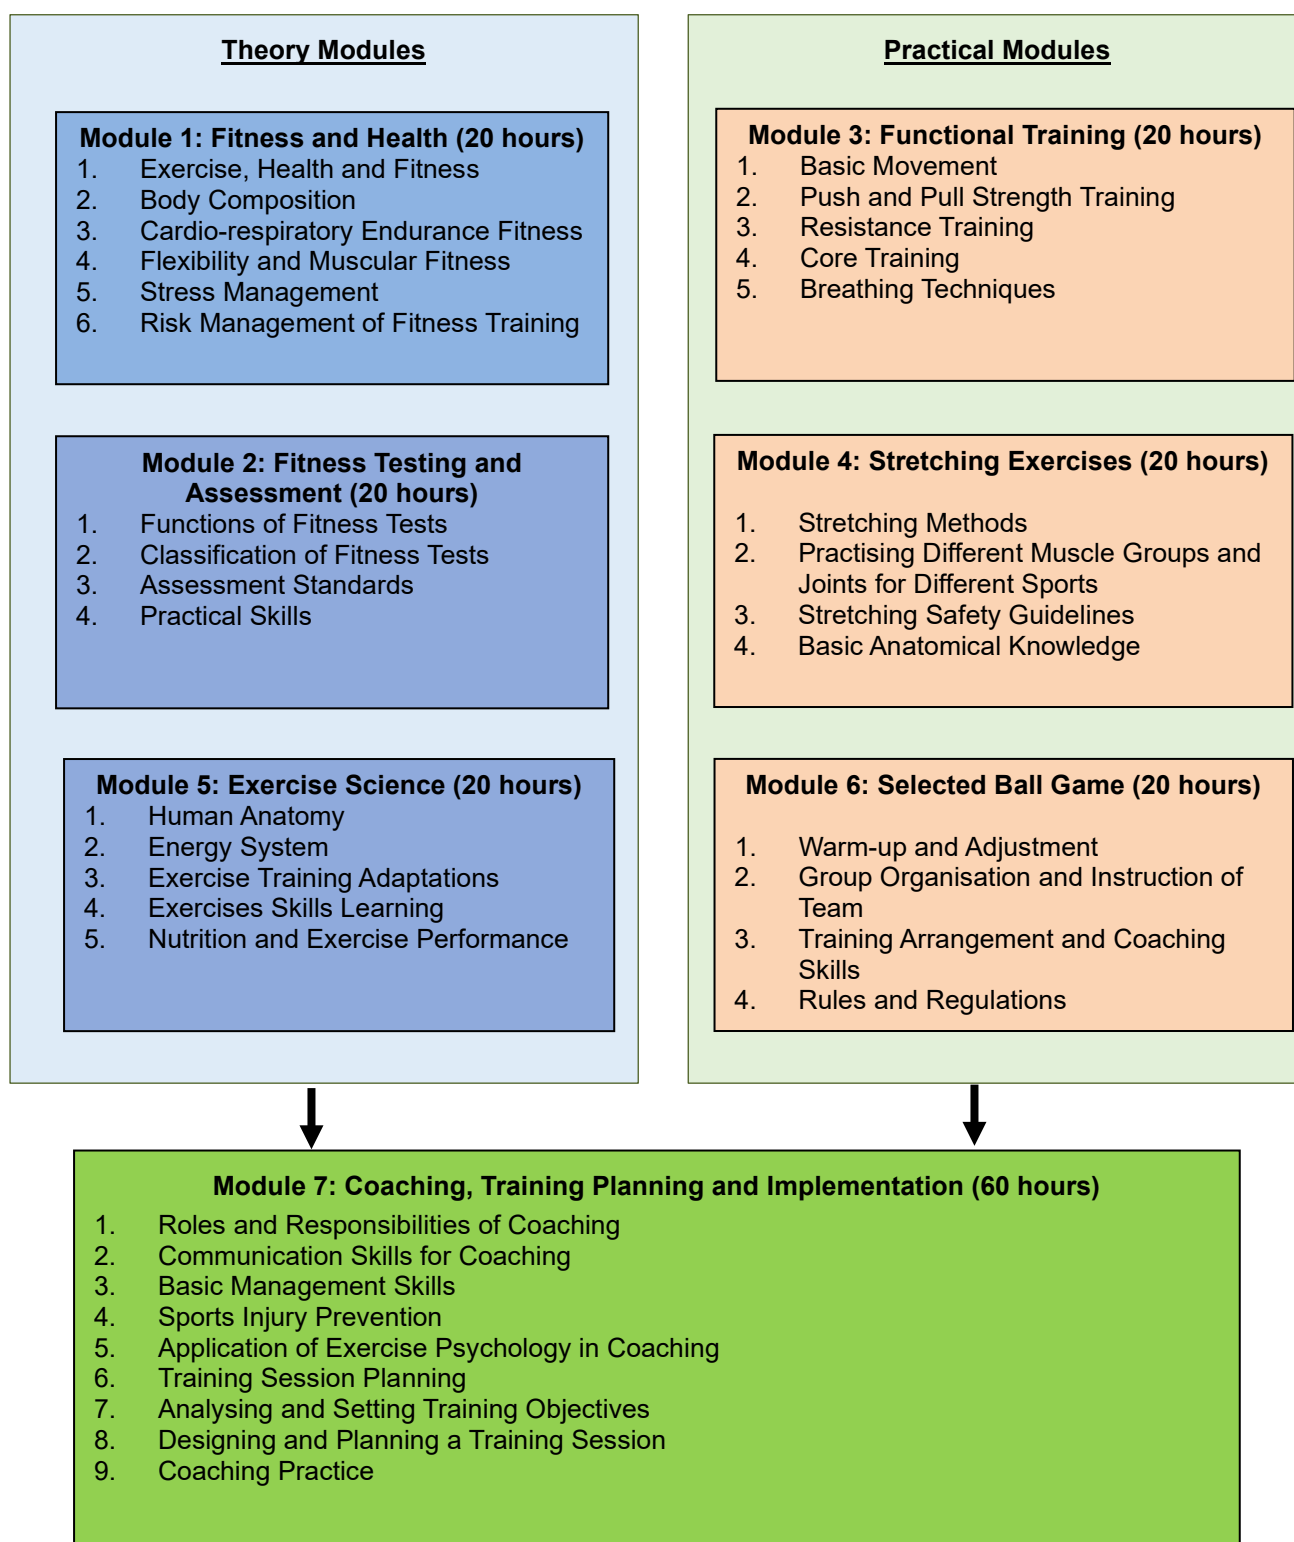 Theory Modules
Module 1: Fitness and Health (20 hours)
1. Exercise, Health and Fitness
2. Body Composition
3. Cardio-respiratory Endurance Fitness
4. Flexibility and Muscular Fitness
5. Stress Management
6. Risk Management of Fitness Training
Module 2: Fitness Testing and
Assessment (20 hours)
1. Functions of Fitness Tests
2. Classification of Fitness Tests
3. Assessment Standards
4. Practical Skills
Module 5: Exercise Science (20 hours)
1. Human Anatomy
2. Energy System
3. Exercise Training Adaptations
4. Exercises Skills Learning
5. Nutrition and Exercise Performance
Practical Modules
Module 3: Functional Training (20 hours)
1. Basic Movement
2. Push and Pull Strength Training
3. Resistance Training
4. Core Training
5. Breathing Techniques
Module 4: Stretching Exercises (20 hours)
1. Stretching Methods
2. Practising Different Muscle Groups and
Joints for Different Sports
3. Stretching Safety Guidelines
4. Basic Anatomical Knowledge
Module 6: Selected Ball Game (20 hours)
1. Warm-up and Adjustment
2. Group Organisation and Instruction of
Team
3. Training Arrangement and Coaching
Skills
4. Rules and Regulations
Module 7: Coaching, Training Planning and Implementation (60 hours)
1. Roles and Responsibilities of Coaching
2. Communication Skills for Coaching
3. Basic Management Skills
4. Sports Injury Prevention
5. Application of Exercise Psychology in Coaching
6. Training Session Planning
7. Analysing and Setting Training Objectives
8. Designing and Planning a Training Session
9. Coaching Practice